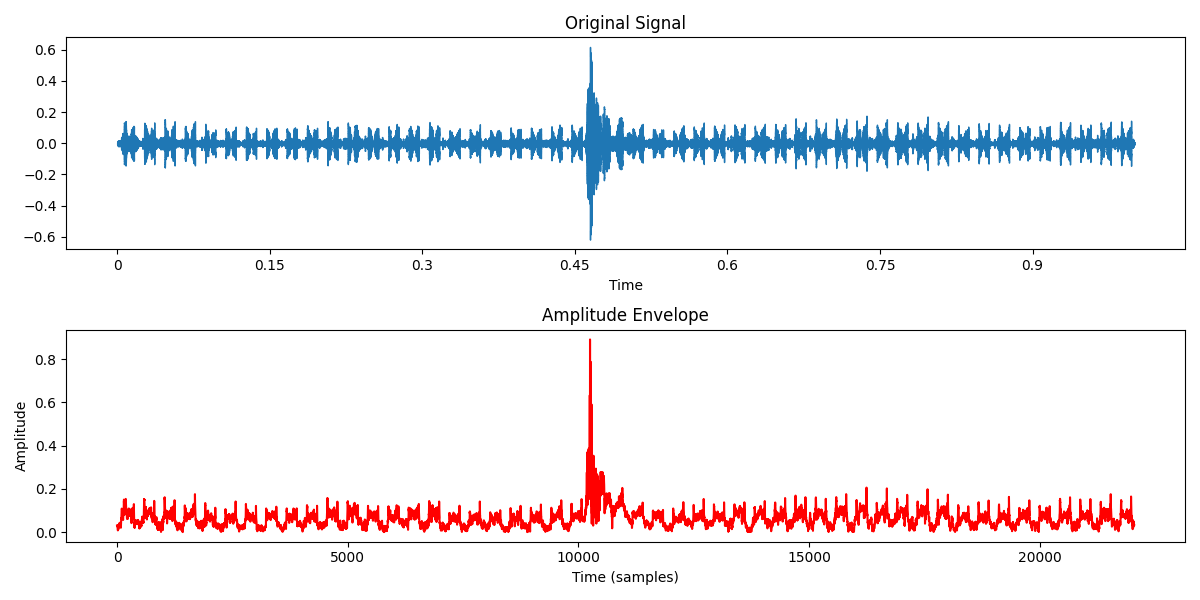 Original Signal
0.6
0.4
0.2
0.0
−0.2
−0.4
−0.6
0 0.15 0.3 0.45 0.6 0.75 0.9
Time
Amplitude Envelope
Amplitude
0.8
0.6
0.4
0.2
0.0
0 5000 10000 15000 20000
Time (samples)